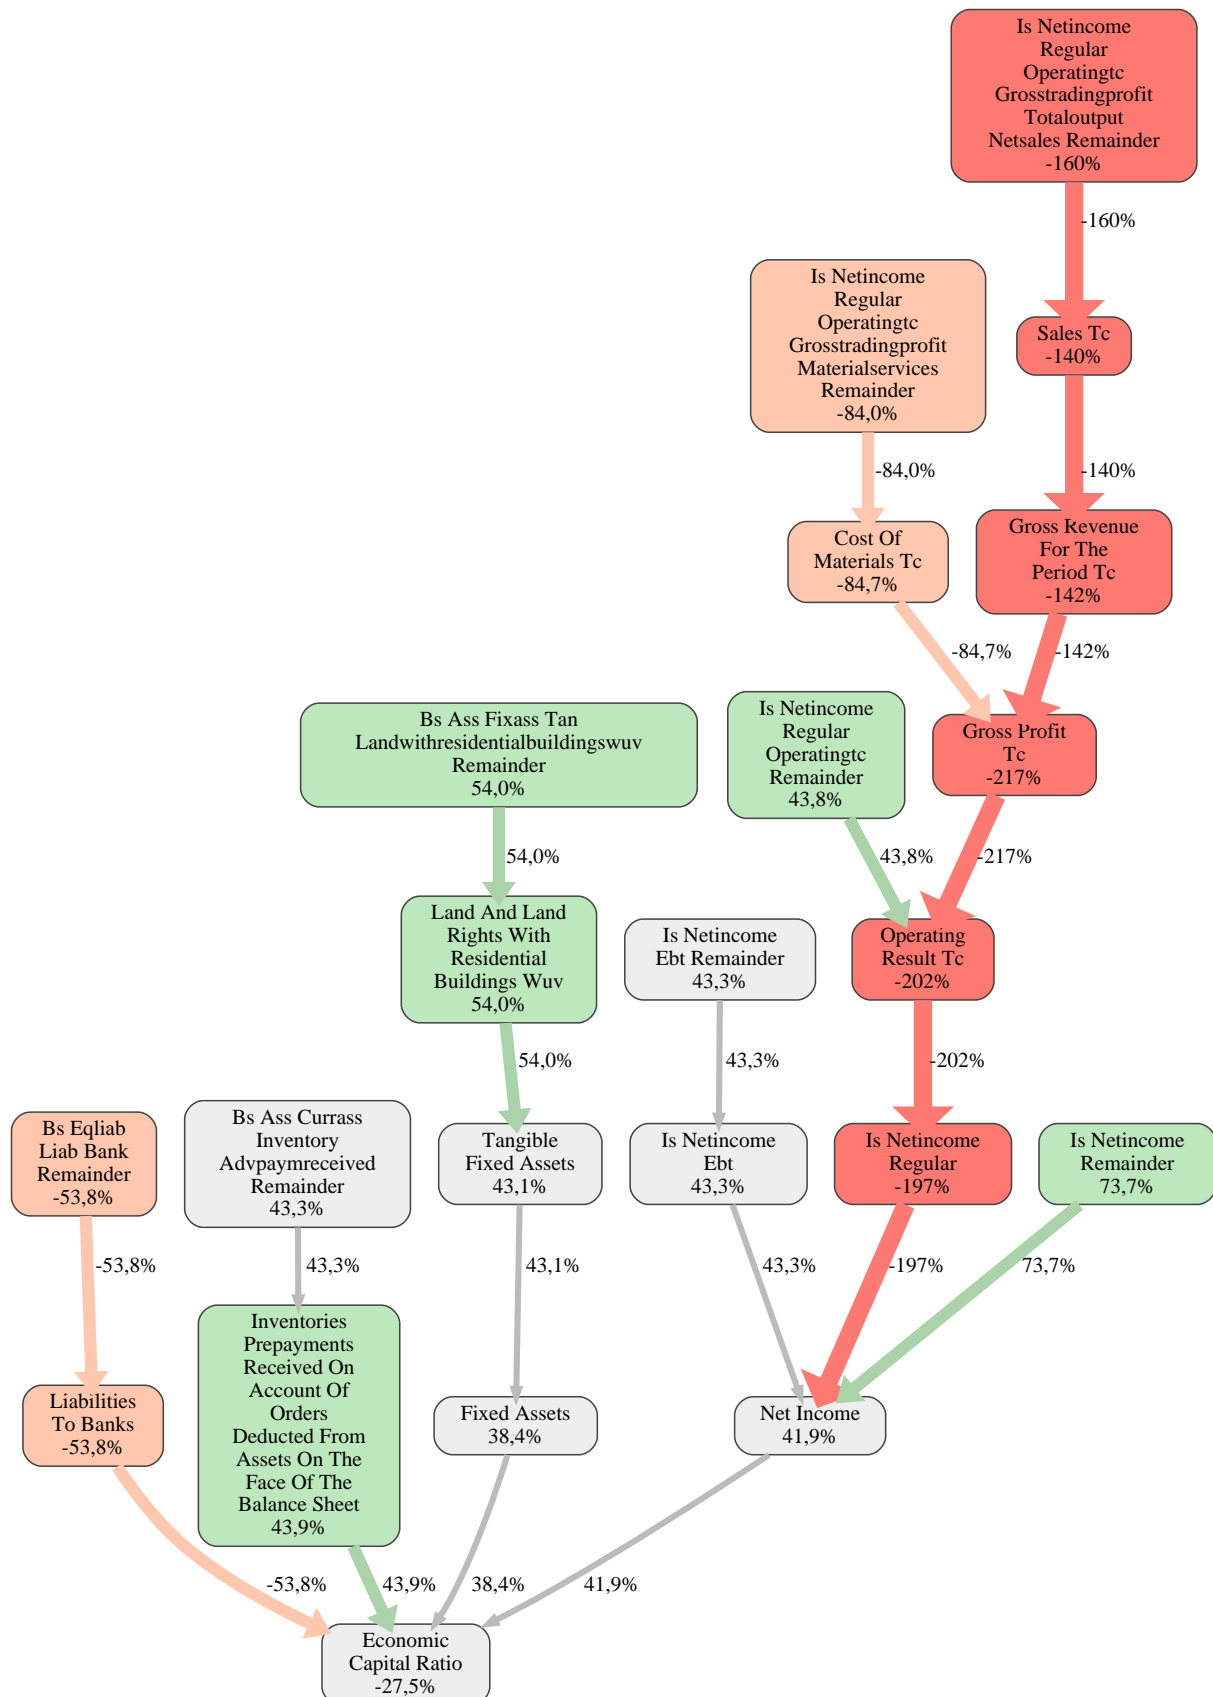 Is Netincome
Regular
Operatingtc
Grosstradingprofit
Totaloutput
Netsales Remainder
-160%
-160%
Is Netincome
Regular
Operatingtc
Grosstradingprofit
Materialservices
Remainder
-84,0%
Sales Tc
-140%
-84,0%
-140%
Cost Of
Materials Tc
-84,7%
Gross Revenue
For The
Period Tc
-142%
-84,7%
-142%
Bs Ass Fixass Tan
Landwithresidentialbuildingswuv
Remainder
54,0%
Is Netincome
Regular
Operatingtc
Remainder
43,8%
Gross Profit
Tc
-217%
54,0%
43,8%
-217%
Land And Land
Rights With
Residential
Buildings Wuv
54,0%
Is Netincome
Ebt Remainder
43,3%
Operating
Result Tc
-202%
54,0%
43,3%
-202%
Bs Eqliab
Liab Bank
Remainder
-53,8%
Bs Ass Currass
Inventory
Advpaymreceived
Remainder
43,3%
Tangible
Fixed Assets
43,1%
Is Netincome
Ebt
43,3%
Is Netincome
Regular
-197%
Is Netincome
Remainder
73,7%
-53,8%
43,3%
43,1%
43,3%
-197%
73,7%
Liabilities
To Banks
-53,8%
Inventories
Prepayments
Received On
Account Of
Orders
Deducted From
Assets On The
Face Of The
Balance Sheet
43,9%
Fixed Assets
38,4%
Net Income
41,9%
-53,8%
43,9%
38,4%
41,9%
Economic
Capital Ratio
-27,5%